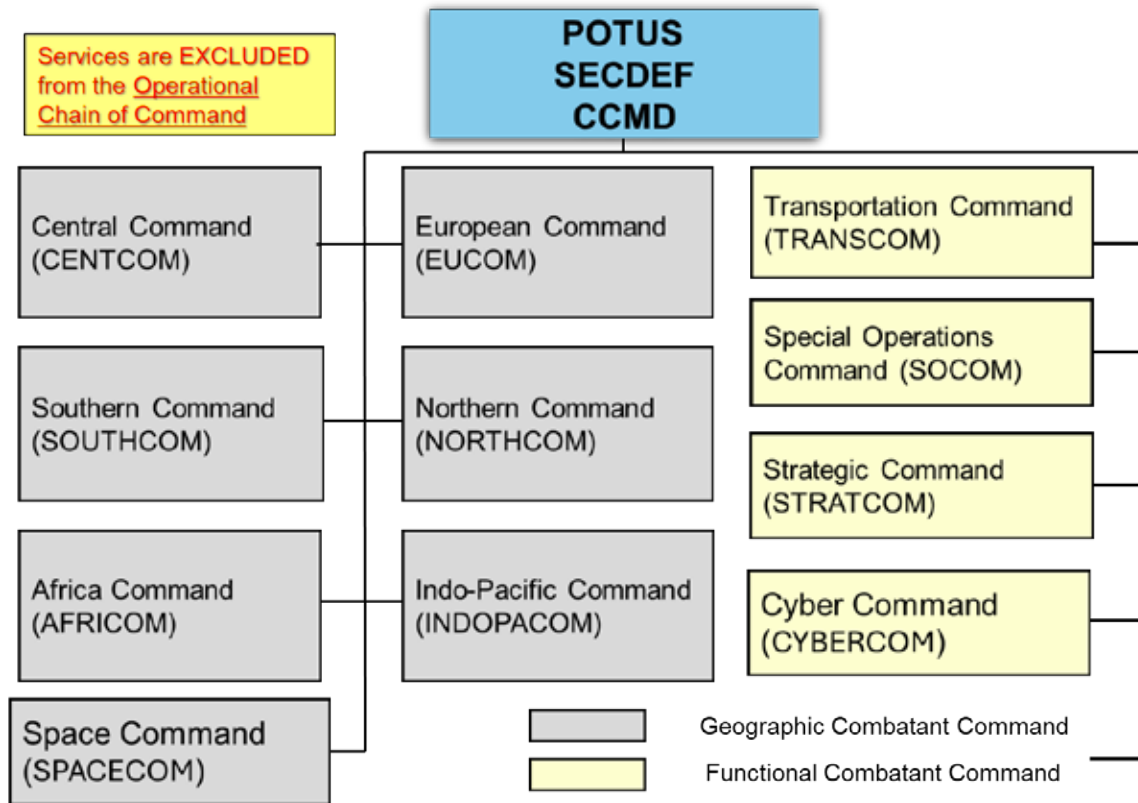 Services are EXCLUDED
from the Operational
Chain of Command
POTUS
SECDEF
CCMD
Central Command
(CENTCOM)
European Command
(EUCOM)
Transportation Command
(TRANSCOM)
Special Operations
Command (SOCOM)
Southern Command
(SOUTHCOM)
Northern Command
(NORTHCOM)
Strategic Command
(STRATCOM)
Africa Command
(AFRICOM)
Indo-Pacific Command
(INDOPACOM)
Cyber Command
(CYBERCOM)
Space Command
(SPACECOM)
Geographic Combatant Command
Functional Combatant Command